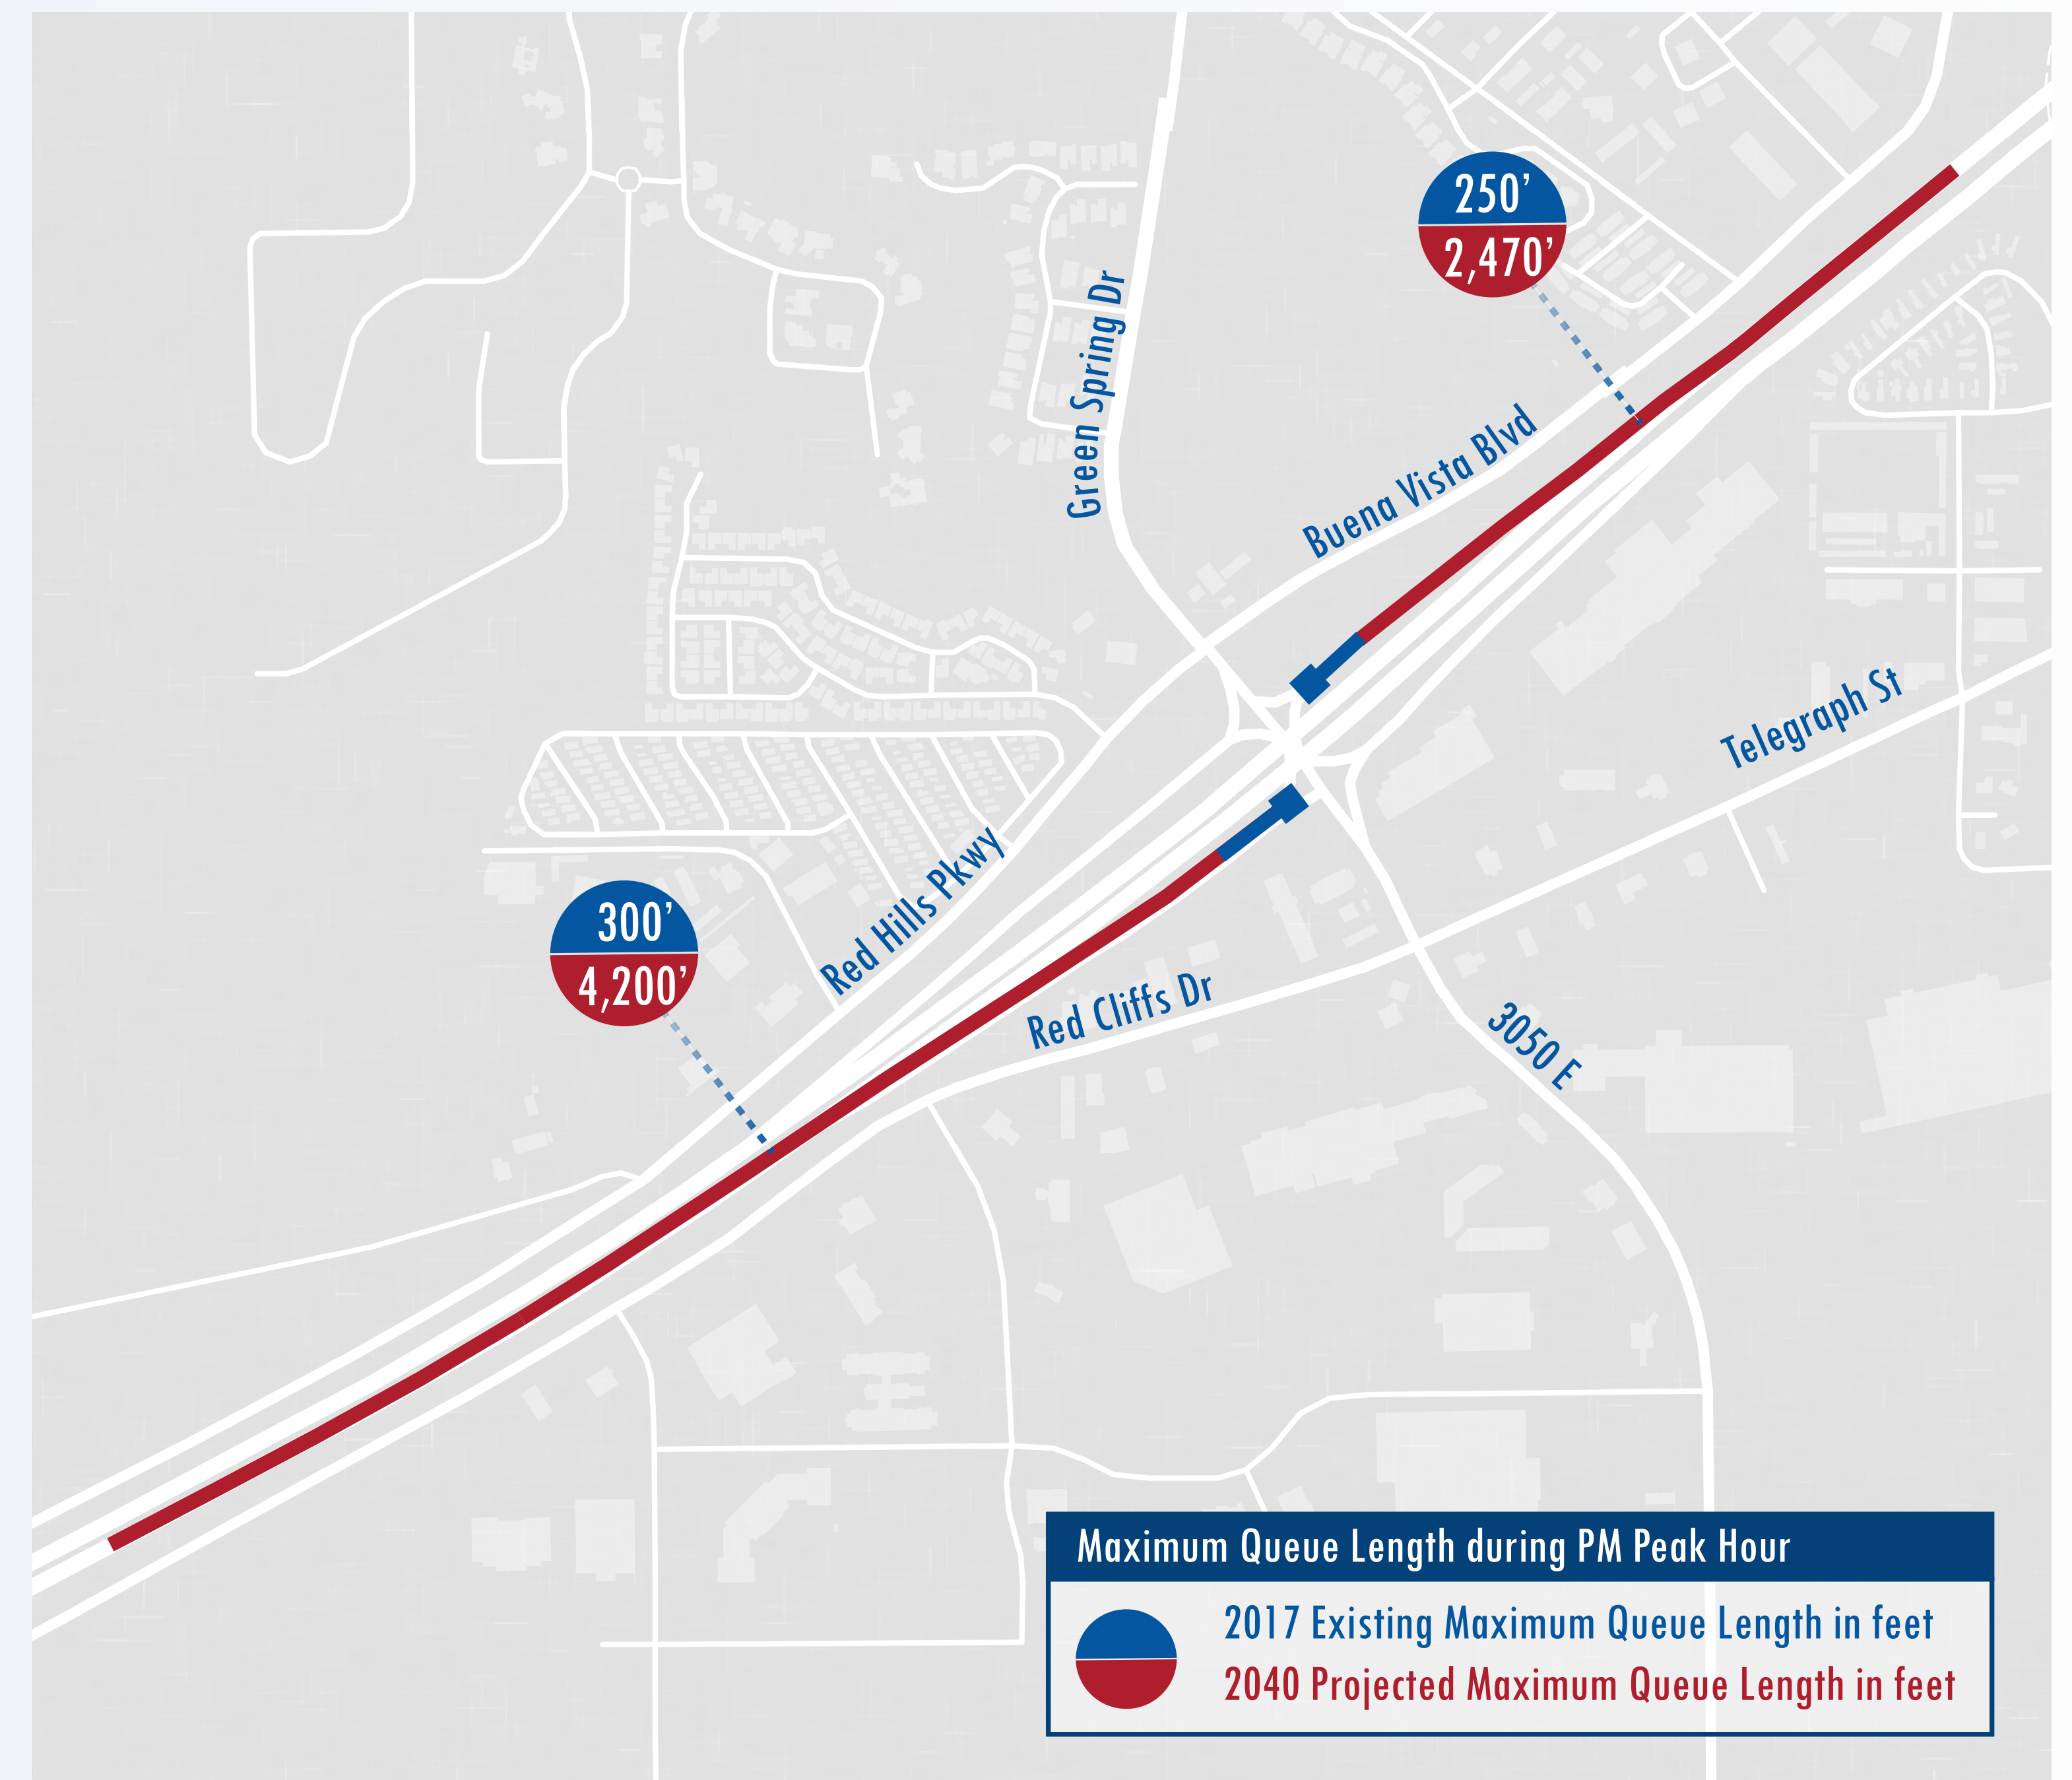 250’
2,470’
Green Spring Dr
Buena Vista Blvd
Telegraph St
Red Hills Pkwy
300’
4,200’
Red Cliffs Dr
3050 E
Maximum Queue Length during PM Peak Hour
2017 Existing Maximum Queue Length in feet
2040 Projected Maximum Queue Length in feet